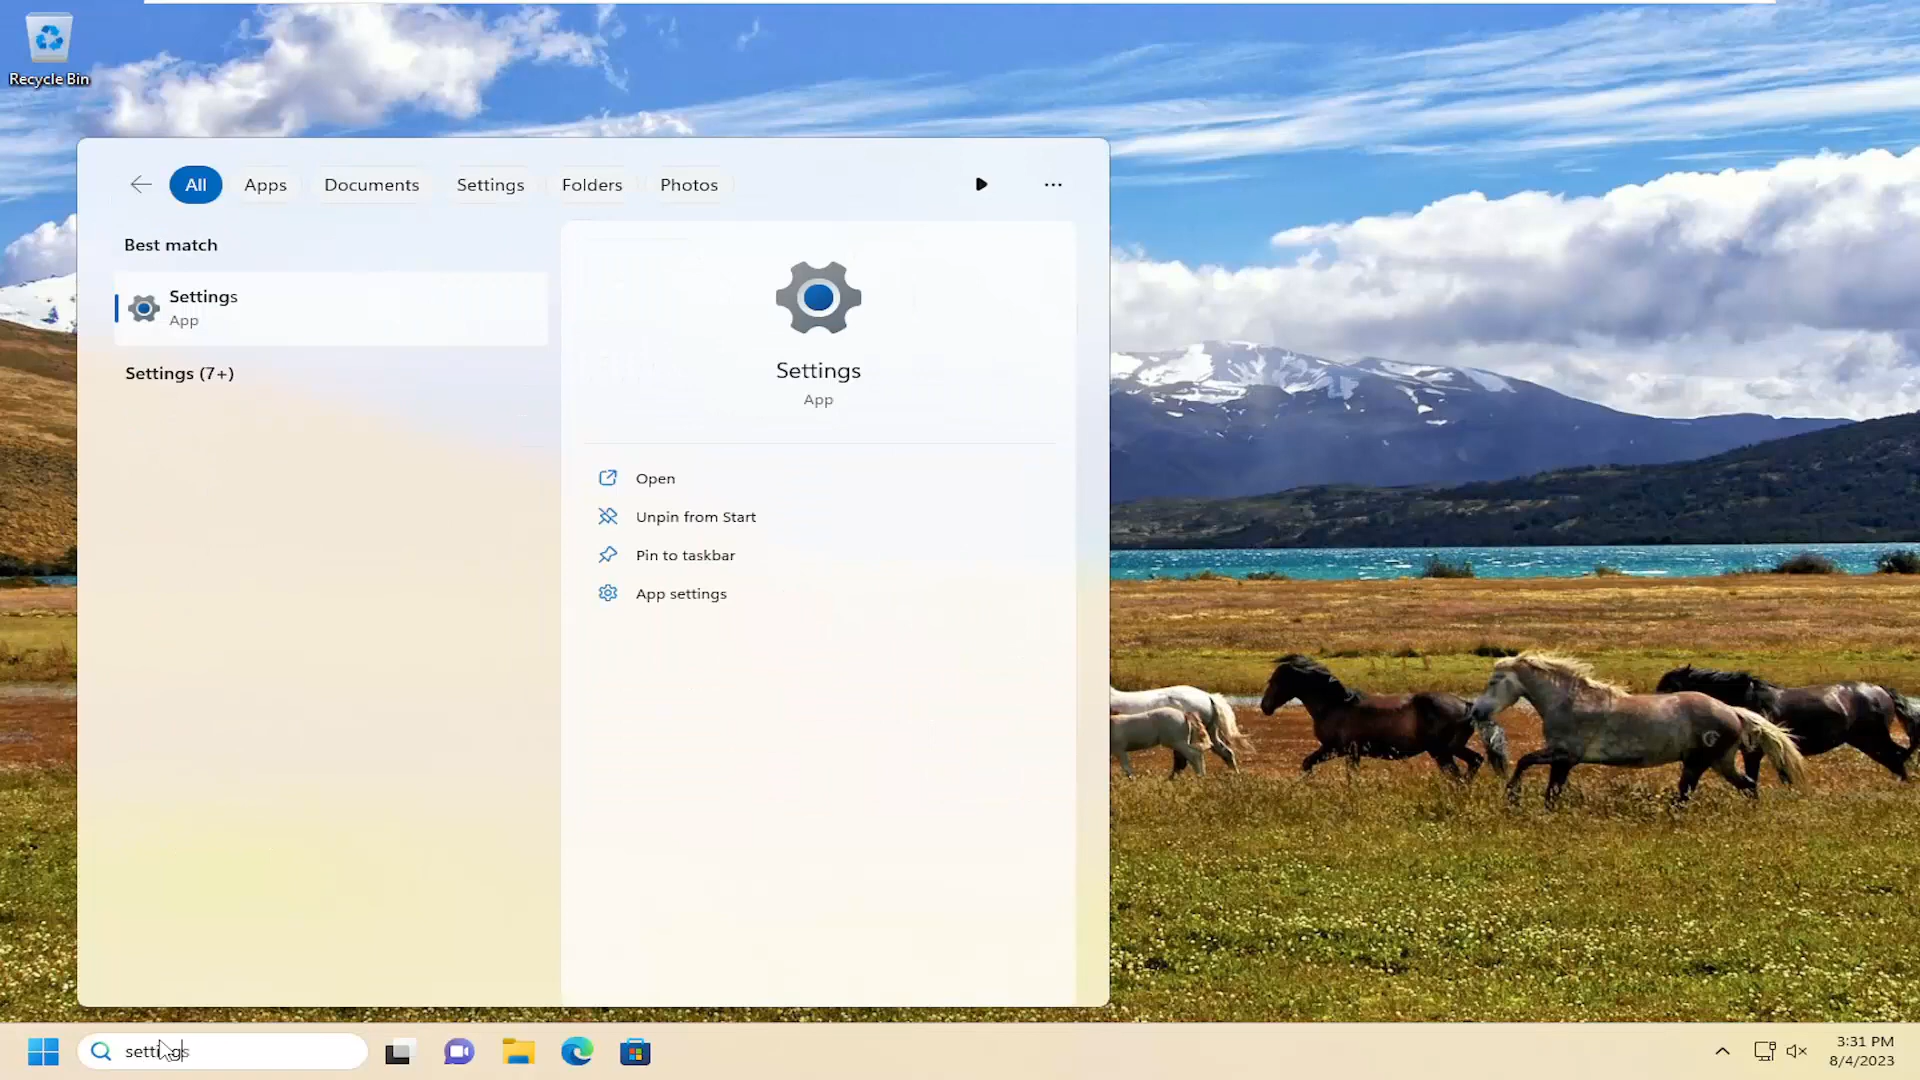 Recycle Bin
All Apps Documents Settings Folders Photos
Best match
Settings
App
Settings (7+)
Settings
App
Open
Unpin from Start
Pin to taskbar
App settings
settings
3:31 PM
8/4/2023